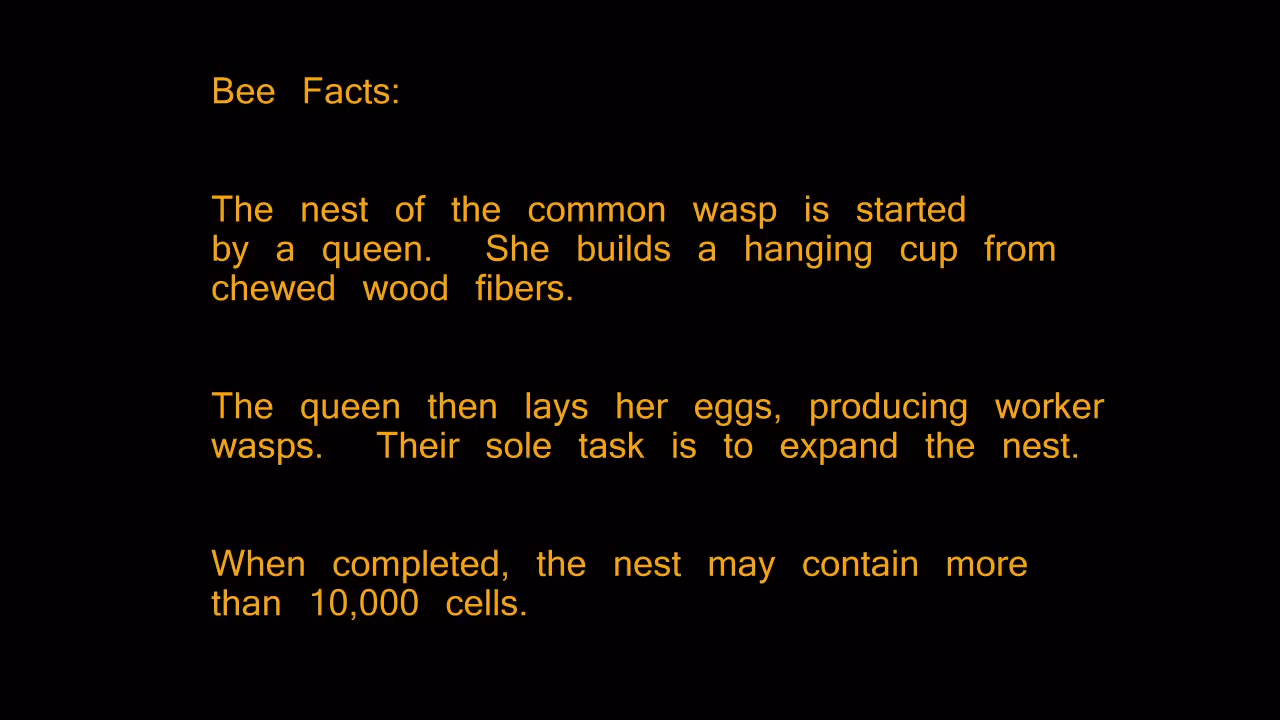 Bee Facts:
The nest of the common wasp is started
by a queen. She builds a hanging cup from
chewed wood fibers.
The queen then lays her eggs, producing worker
wasps. Their sole task is to expand the nest.
When completed, the nest may contain more
than 10,000 cells.